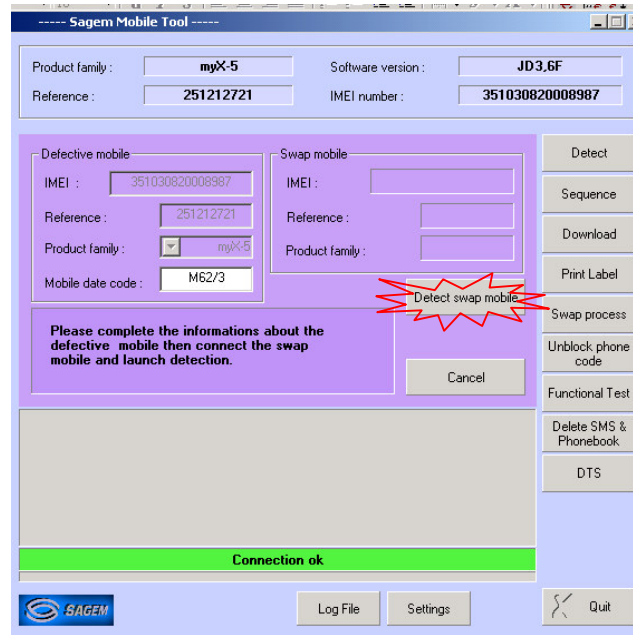 ----- Sagem Mobile Tool -----
Product family : myX-5 Software version : JD3,6F
Reference : 251212721 IMEI number : 351030820008987
Defective mobile
IMEI : 351030820008987
Reference : 251212721
Product family : myX-5
Mobile date code : M62/3
Swap mobile
IMEI :
Reference :
Product family :
Detect swap mobile
Please complete the informations about the
defective mobile then connect the swap
mobile and launch detection.
Cancel
Detect
Sequence
Download
Print Label
Swap process
Unblock phone
code
Functional Test
Delete SMS &
Phonebook
DTS
Connection ok
SAGEM
Log File
Settings
Quit